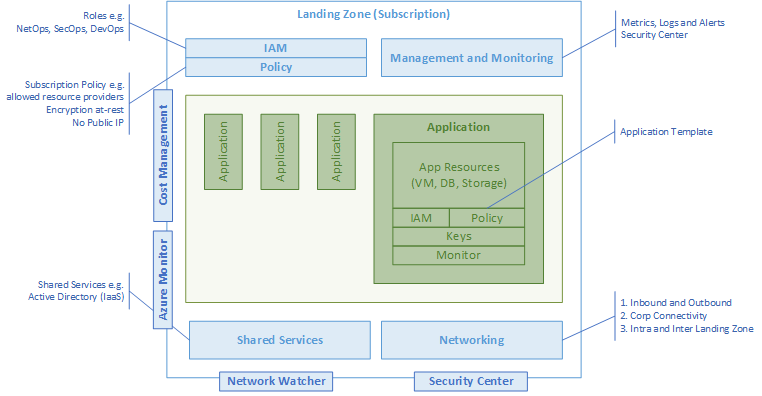 Landing Zone (Subscription)
Roles e.g.
NetOps, SecOps, DevOps
IAM
Policy
Management and Monitoring
Metrics, Logs and Alerts
Security Center
Subscription Policy e.g.
allowed resource providers
Encryption at-rest
No Public IP
Cost Management
Application
Application
Application
Application
App Resources
(VM, DB, Storage)
IAM
Policy
Keys
Monitor
Application Template
Azure Monitor
Shared Services e.g.
Active Directory (IaaS)
Shared Services
Networking
1. Inbound and Outbound
2. Corp Connectivity
3. Intra and Inter Landing Zone
Network Watcher
Security Center